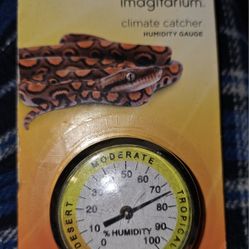 imagitarium.
climate catcher
HUMIDITY GAUGE
DESERT MODERATE TROPICAL
0 10 20 30 40 50 60 70 80 90 100
% HUMIDITY